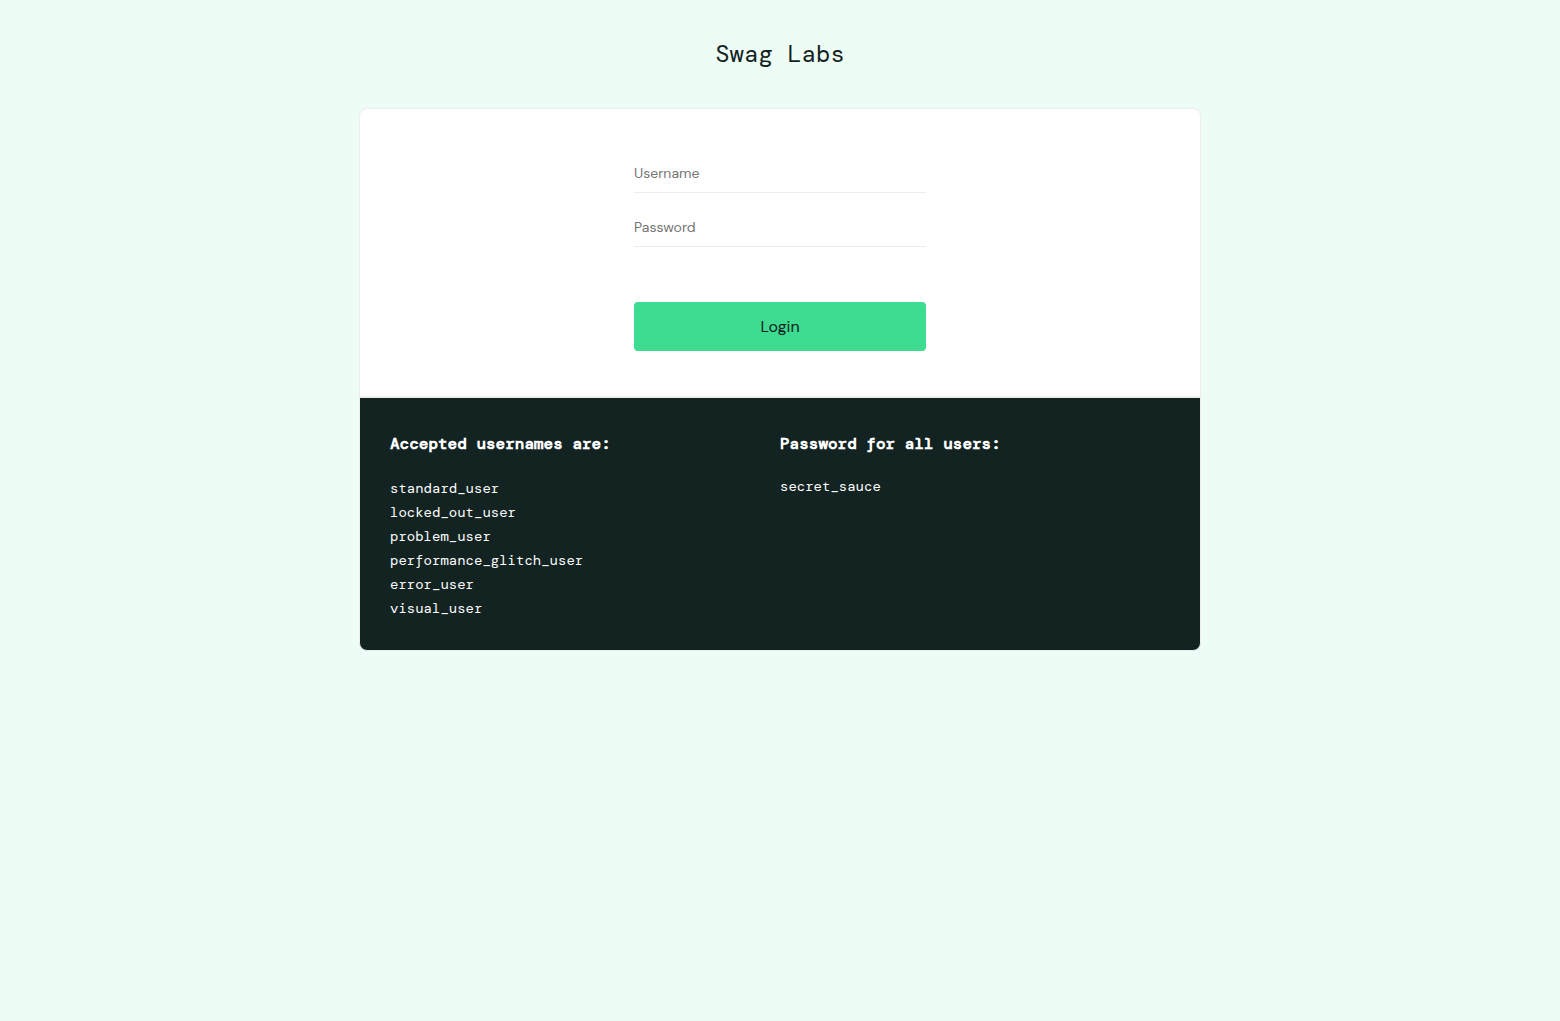 Swag Labs
Username
Password
Login
Accepted usernames are:
standard_user
locked_out_user
problem_user
performance_glitch_user
error_user
visual_user
Password for all users:
secret_sauce